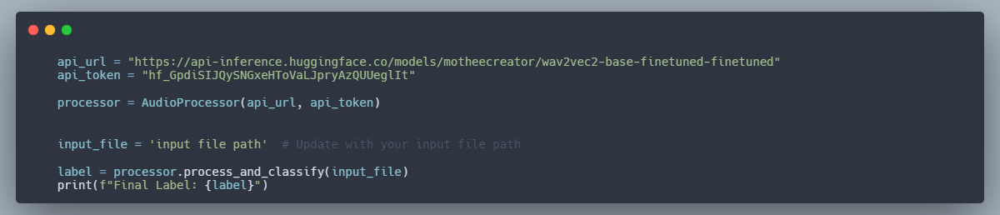 api_url = "https://api-inference.huggingface.co/models/motheecreator/wav2vec2-base-finetuned-finetuned"
api_token = "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"
processor = AudioProcessor(api_url, api_token)
input_file = 'input file path'  # Update with your input file path
label = processor.process_and_classify(input_file)
print(f"Final Label: {label}")